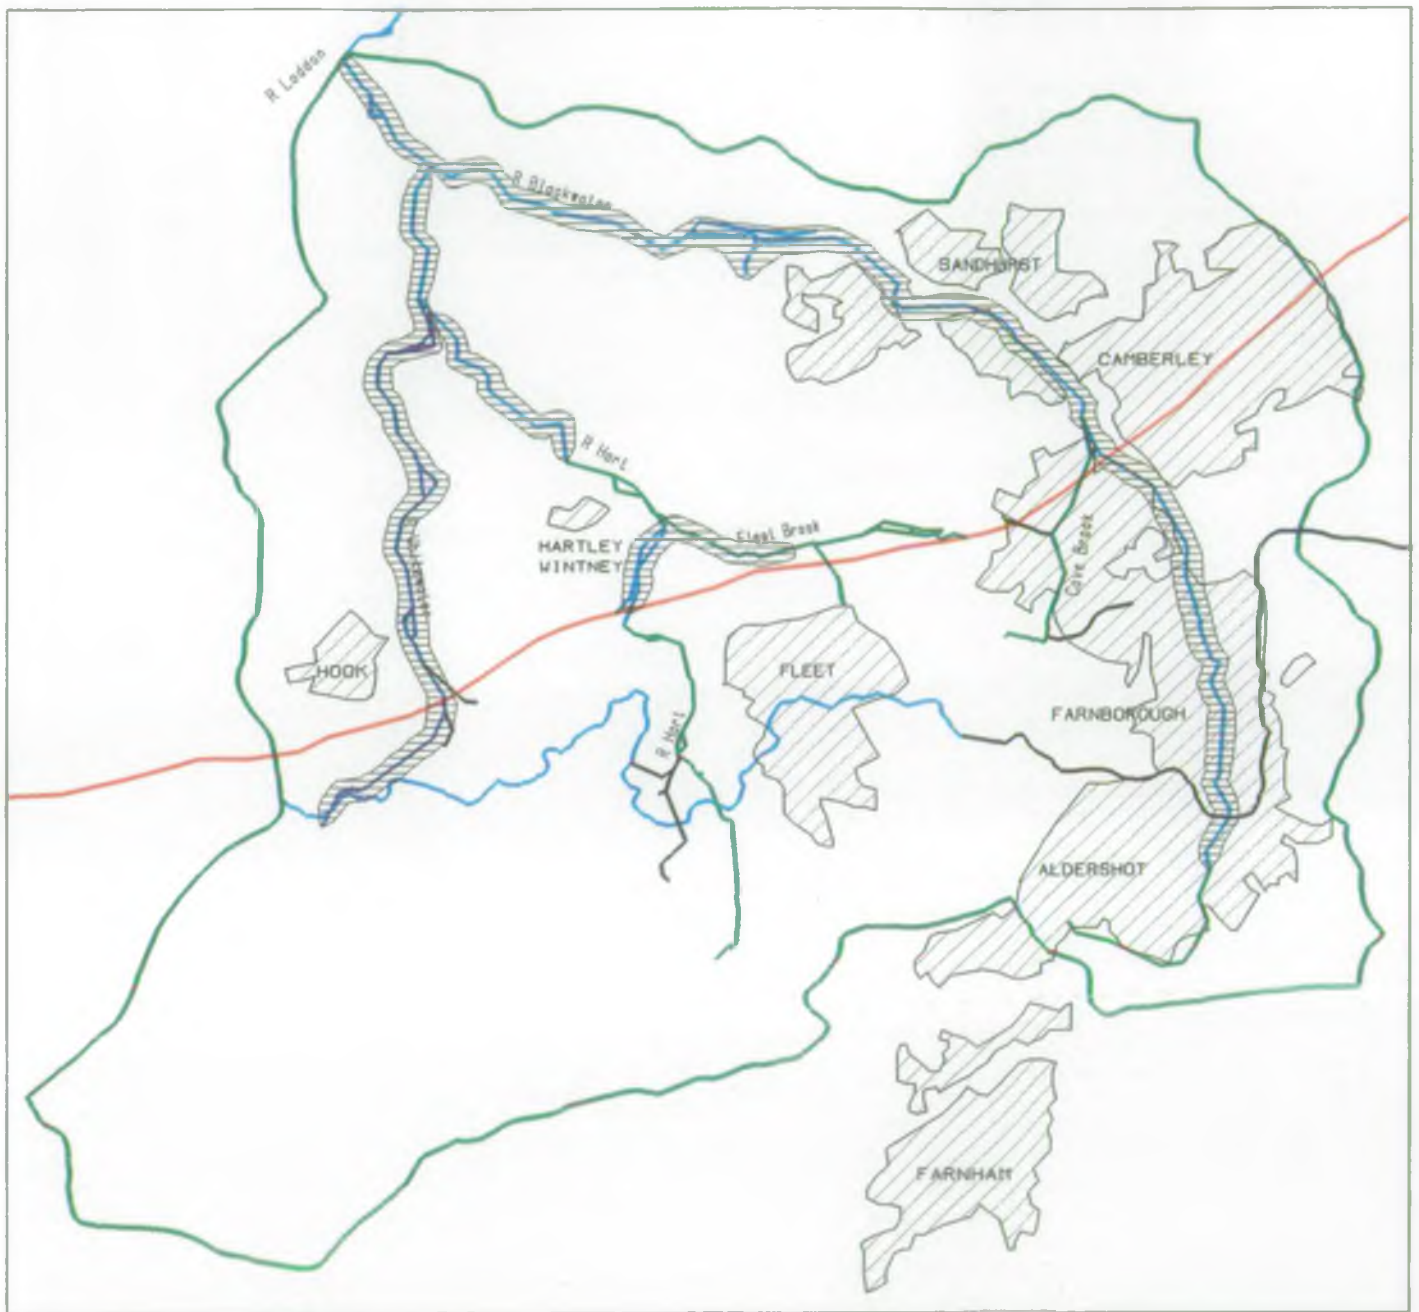 R Loddon
R Blackwater
SANDHURST
CAMBERLEY
R Hart
HARTLEY
WINTNEY
Fleet Brook
Cove Brook
HOOK
FLEET
FARNBOROUGH
R Hart
ALDERSHOT
FARNHAM